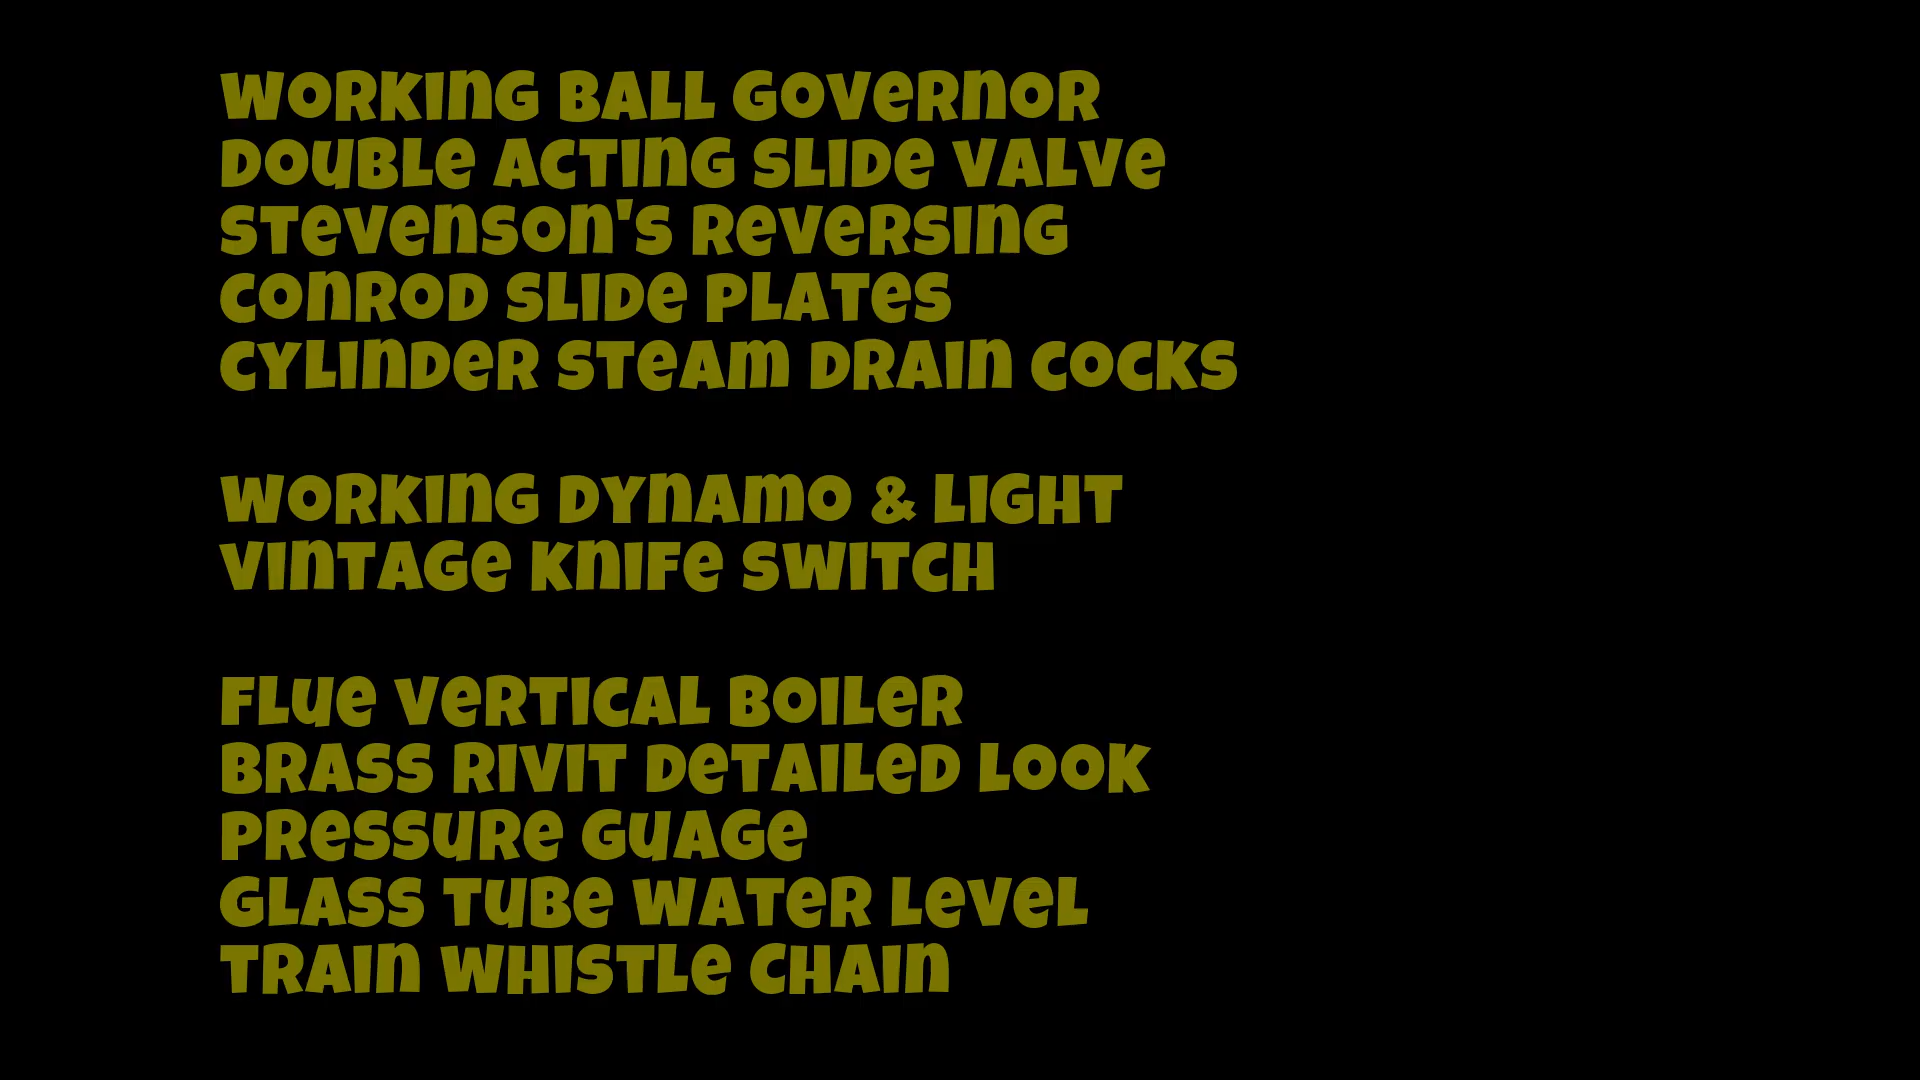 WORKING BALL GOVERNOR
DOUBLE ACTING SLIDE VALVE
STEVENSON'S REVERSING
CONROD SLIDE PLATES
CYLINDER STEAM DRAIN COCKS
WORKING DYNAMO & LIGHT
VINTAGE KNIFE SWITCH
FLUE VERTICAL BOILER
BRASS RIVIT DETAILED LOOK
PRESSURE GUAGE
GLASS TUBE WATER LEVEL
TRAIN WHISTLE CHAIN